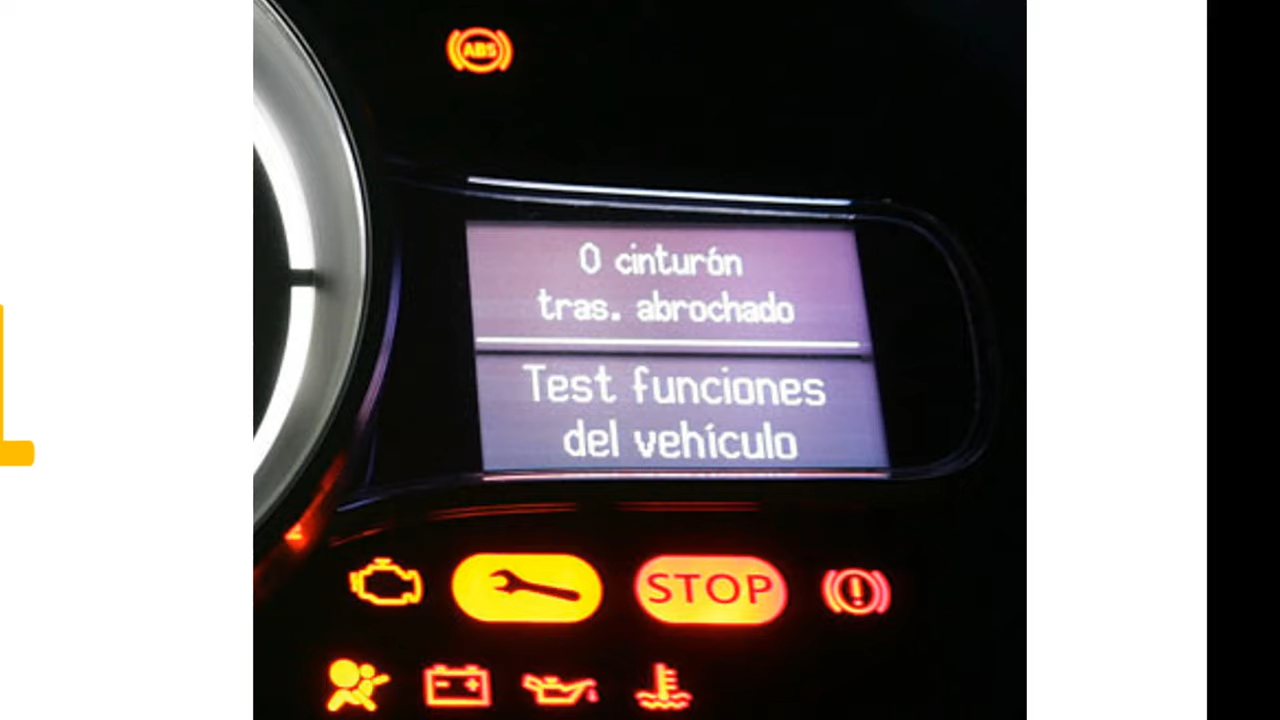 ABS
0 cinturón
tras. abrochado
Test funciones
del vehículo
STOP